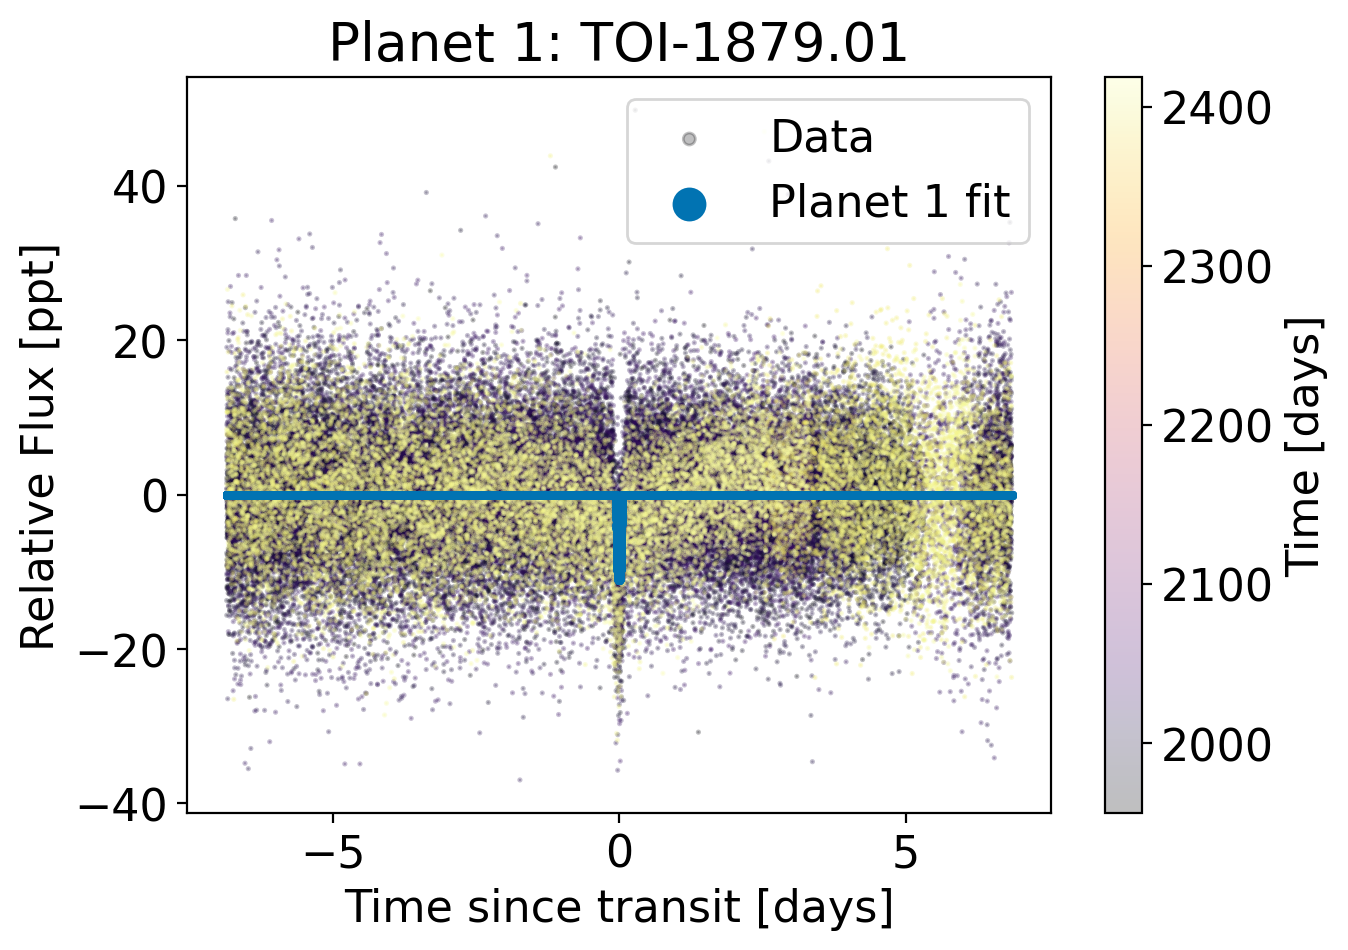 Planet 1: TOI-1879.01
Data
Planet 1 fit
Relative Flux [ppt]
40
20
0
−20
−40
−5
0
5
Time since transit [days]
2400
2300
2200
2100
2000
Time [days]